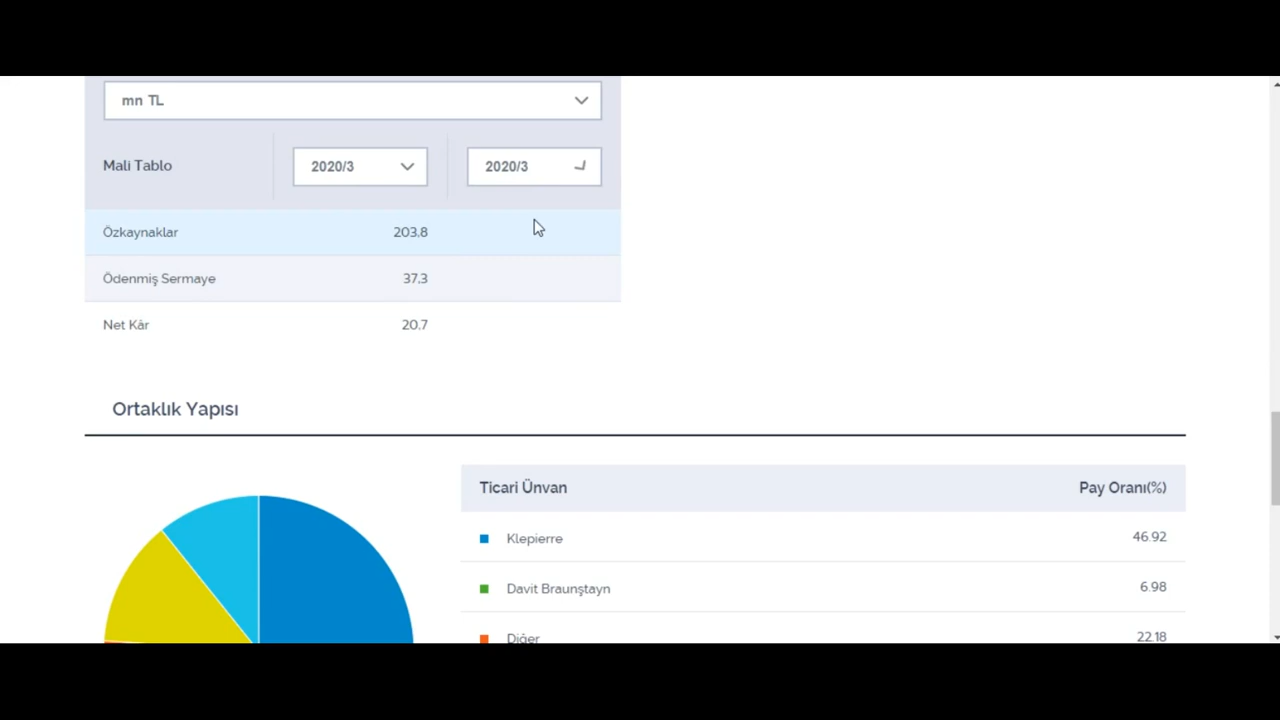 mn TL
Mali Tablo 2020/3 2020/3
Özkaynaklar 203.8
Ödenmiş Sermaye 37.3
Net Kâr 20.7
Ortaklık Yapısı
Ticari Ünvan Pay Oranı(%)
Klepierre 46.92
Davit Braunştayn 6.98
Diğer 22.18